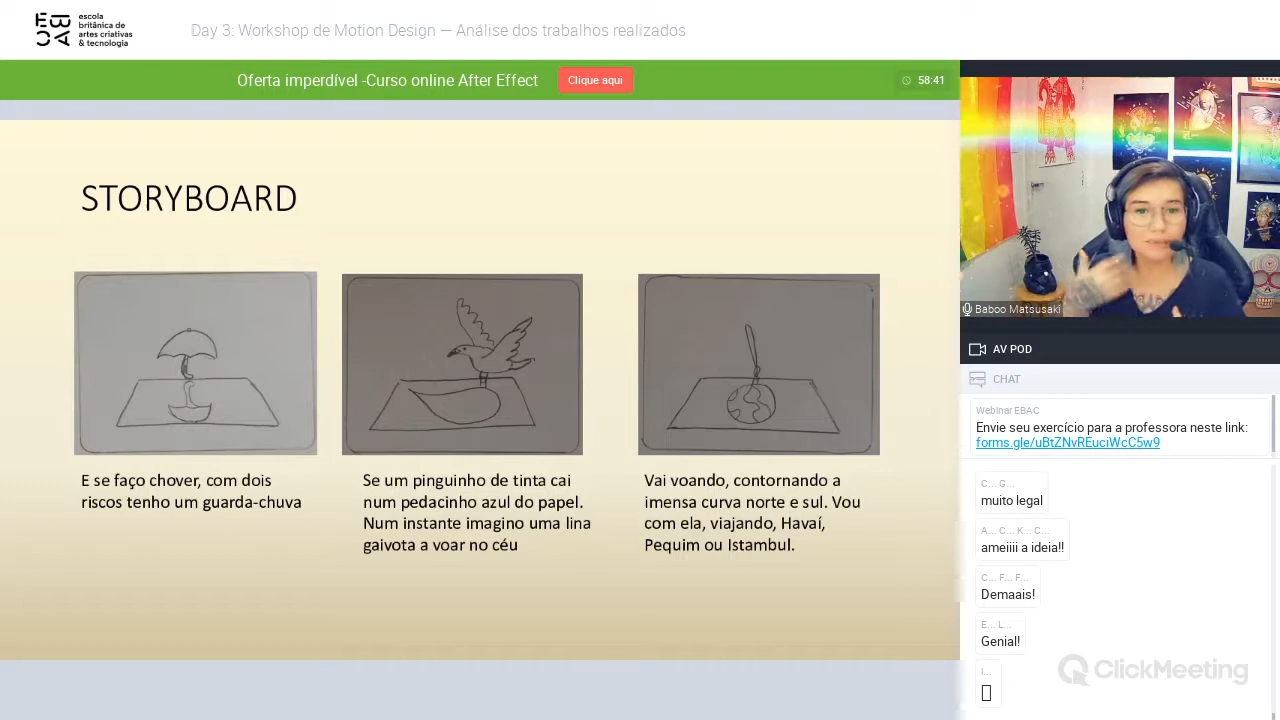 escola
britânica de
artes criativas
& tecnologia
EBAC
Day 3: Workshop de Motion Design — Análise dos trabalhos realizados
Oferta imperdível -Curso online After Effect
Clique aqui
58:41
STORYBOARD
E se faço chover, com dois
riscos tenho um guarda-chuva
Se um pinguinho de tinta cai
num pedacinho azul do papel.
Num instante imagino uma lina
gaivota a voar no céu
Vai voando, contornando a
imensa curva norte e sul. Vou
com ela, viajando, Havaí,
Pequim ou Istambul.
Baboo Matsusaki
AV POD
CHAT
Webinar EBAC
Envie seu exercício para a professora neste link:
forms.gle/uBtZNvREuciWcC5w9
C... G...
muito legal
A... C... K... C...
ameiiii a ideia!!
C... F... F...
Demaais!
E... L...
Genial!
I...
ClickMeeting